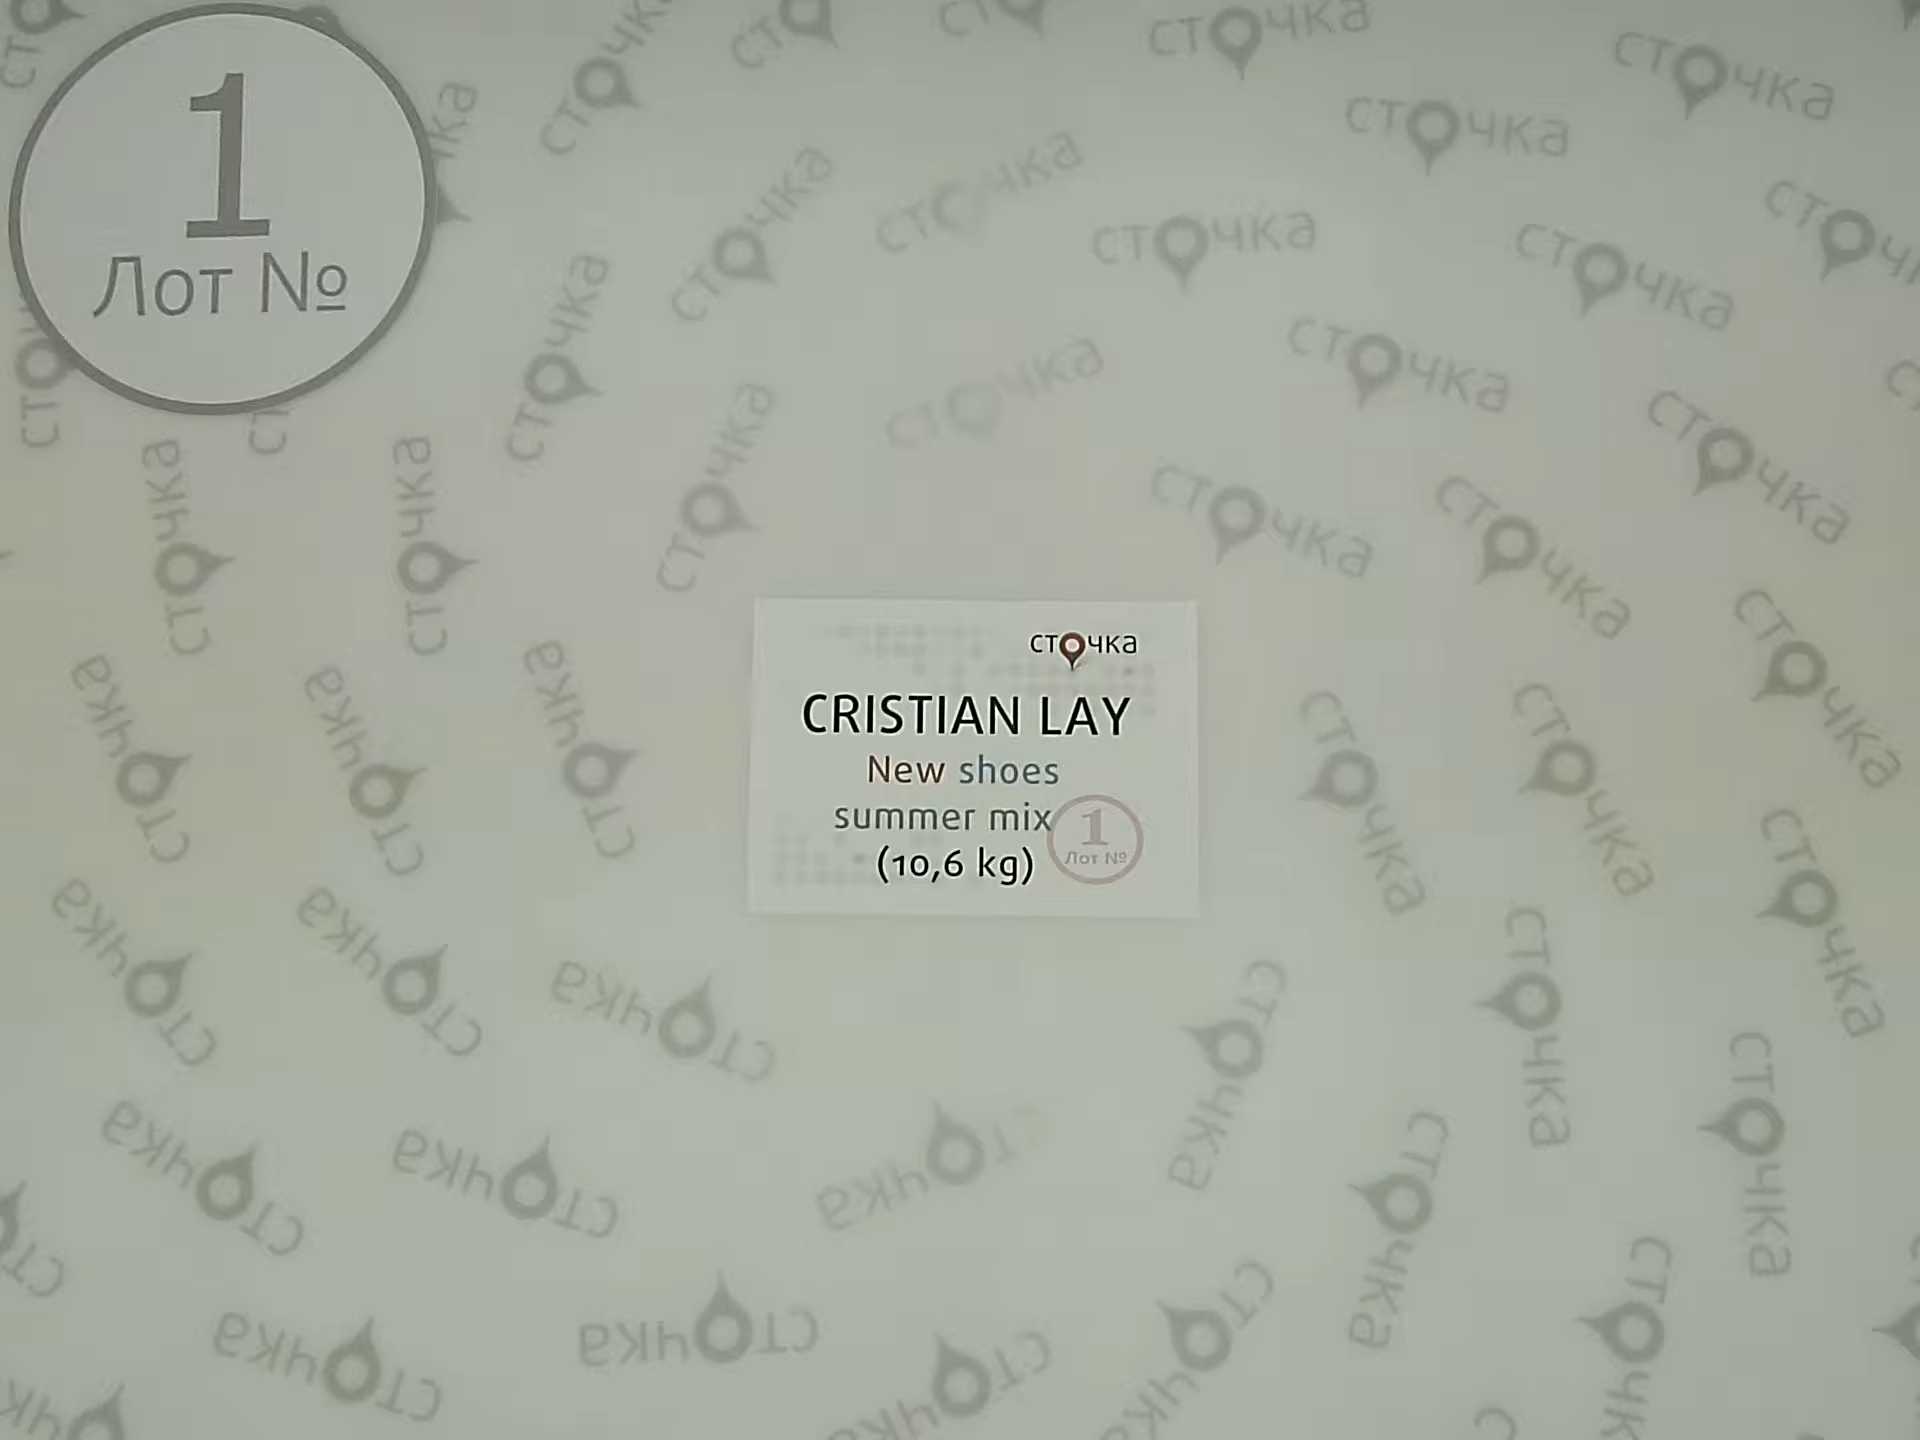 1
Лот №
сточка
CRISTIAN LAY
New shoes
summer mix
(10,6 kg)
1
Лот №